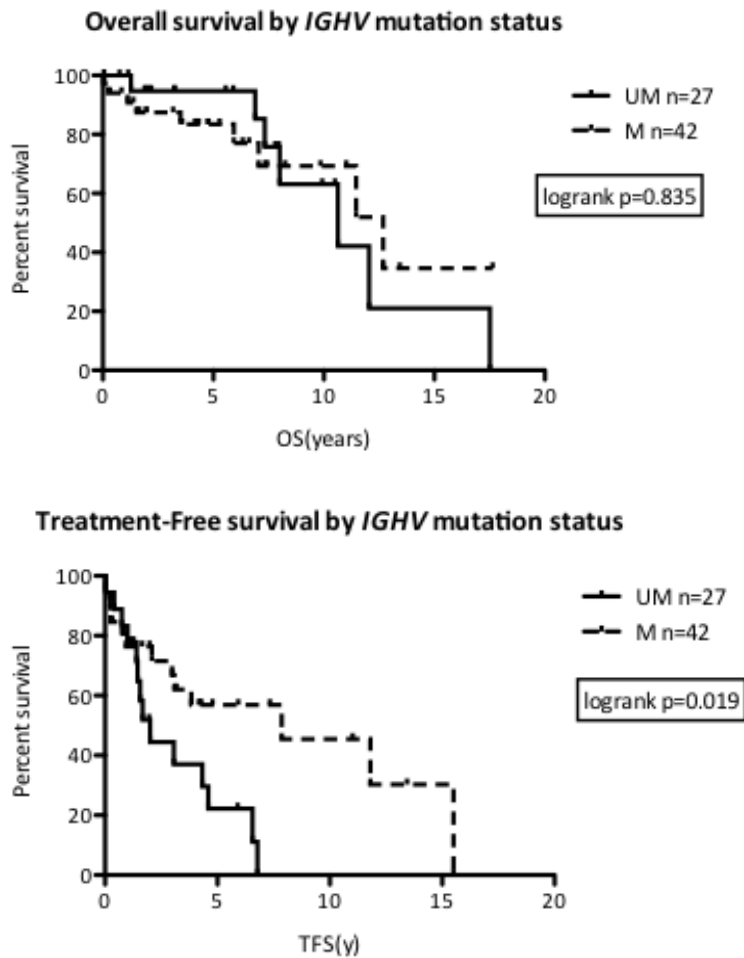 Overall survival by IGHV mutation status
100
80
60
40
20
0
Percent survival
0 5 10 15 20
OS(years)
UM n=27
M n=42
logrank p=0.835
Treatment-Free survival by IGHV mutation status
100
80
60
40
20
0
Percent survival
0 5 10 15 20
TFS(y)
UM n=27
M n=42
logrank p=0.019